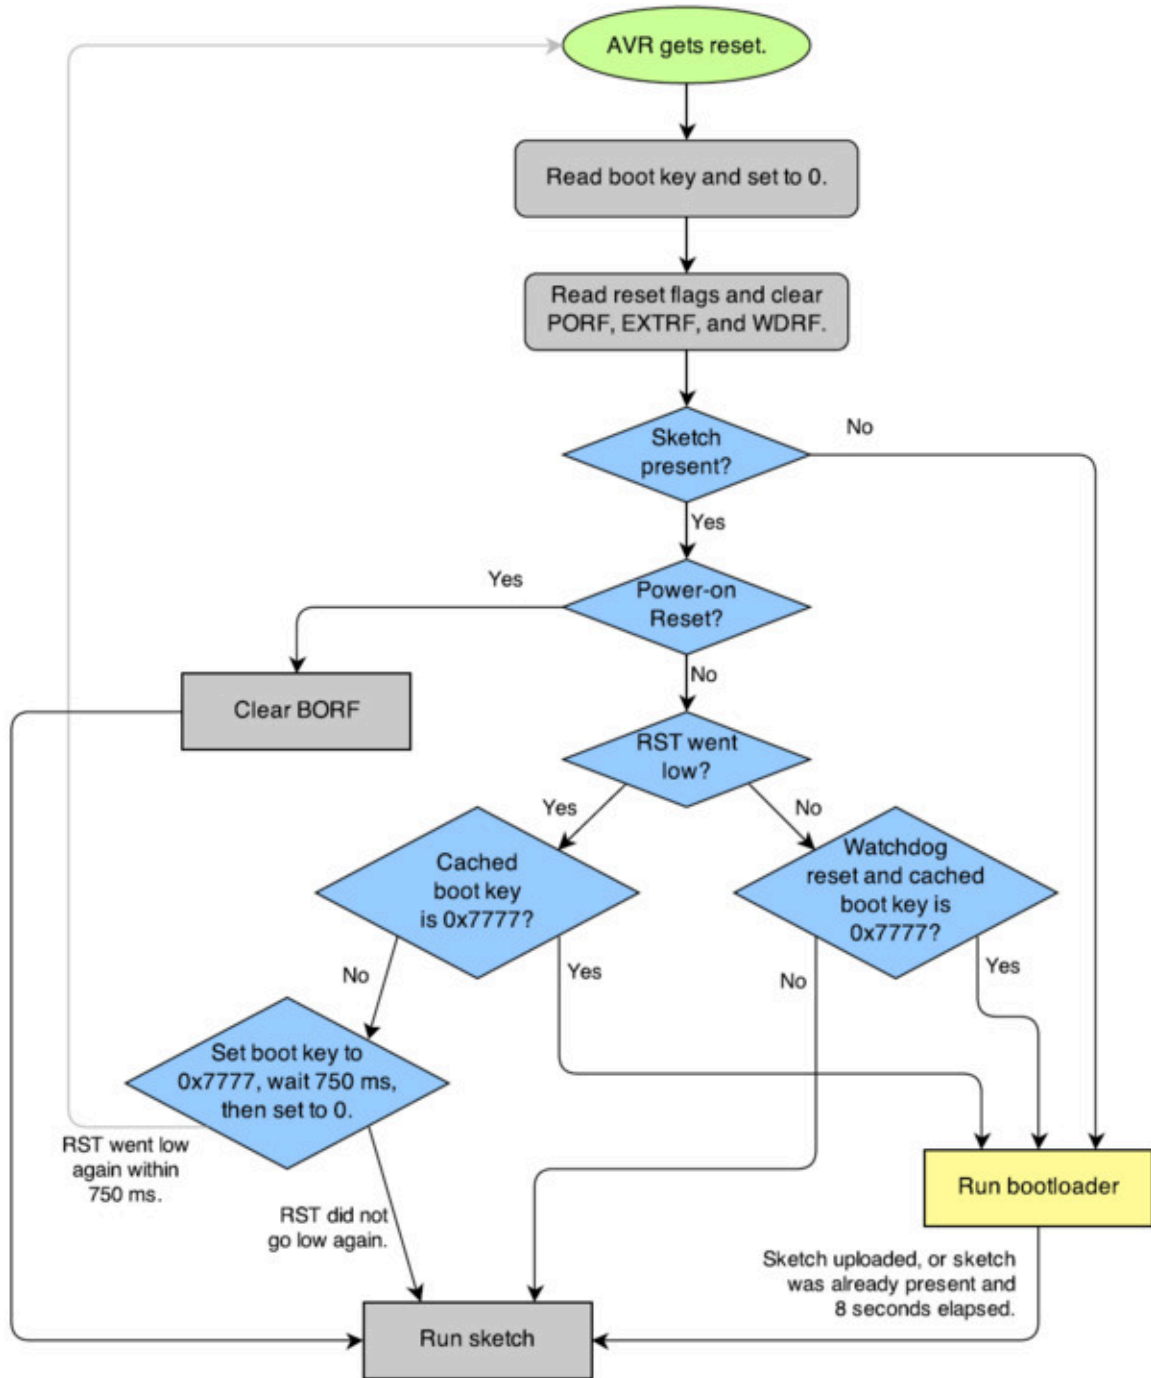 AVR gets reset.
Read boot key and set to 0.
Read reset flags and clear
PORF, EXTRF, and WDRF.
Sketch
present?
No
Yes
Power-on
Reset?
Yes
No
Clear BORF
RST went
low?
Yes
No
Cached
boot key
is 0x7777?
Watchdog
reset and cached
boot key is
0x7777?
No
Yes
No
Yes
Set boot key to
0x7777, wait 750 ms,
then set to 0.
RST went low
again within
750 ms.
RST did not
go low again.
Run bootloader
Sketch uploaded, or sketch
was already present and
8 seconds elapsed.
Run sketch